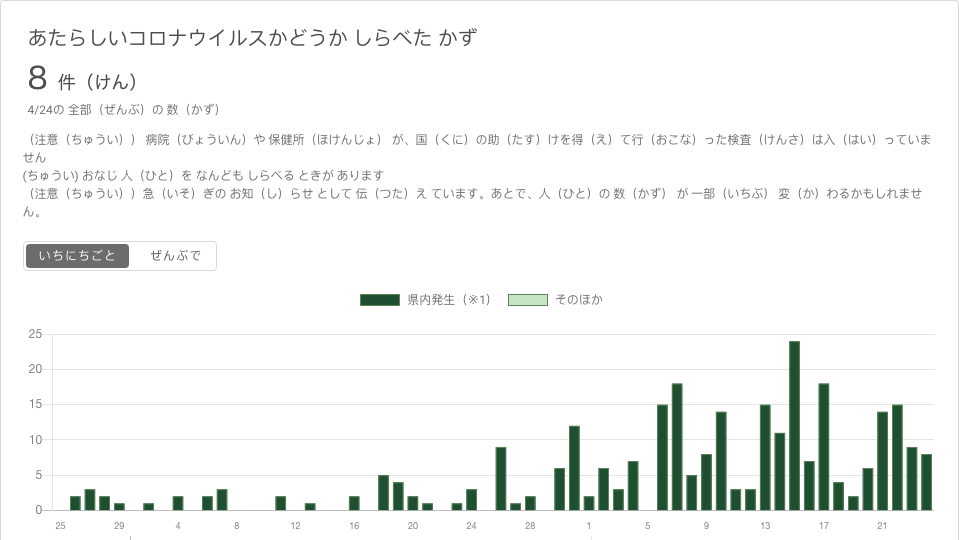 あたらしいコロナウイルスかどうか しらべた かず
8 件（けん）
4/24の 全部（ぜんぶ）の 数（かず）
（注意（ちゅうい）） 病院（びょういん）や 保健所（ほけんじょ） が、国（くに）の助（たす）けを得（え）て行（おこな）った検査（けんさ）は入（はい）っていま
せん
(ちゅうい) おなじ 人（ひと）を なんども しらべる ときが あります
（注意（ちゅうい））急（いそ）ぎの お知（し）らせ として 伝（つた）え ています。あとで、人（ひと）の 数（かず） が 一部（いちぶ） 変（か）わるかもしれませ
ん。
いちにちごと ぜんぶで
県内発生（※1） そのほか
25
20
15
10
5
0
25 29 4 8 12 16 20 24 28 1 5 9 13 17 21